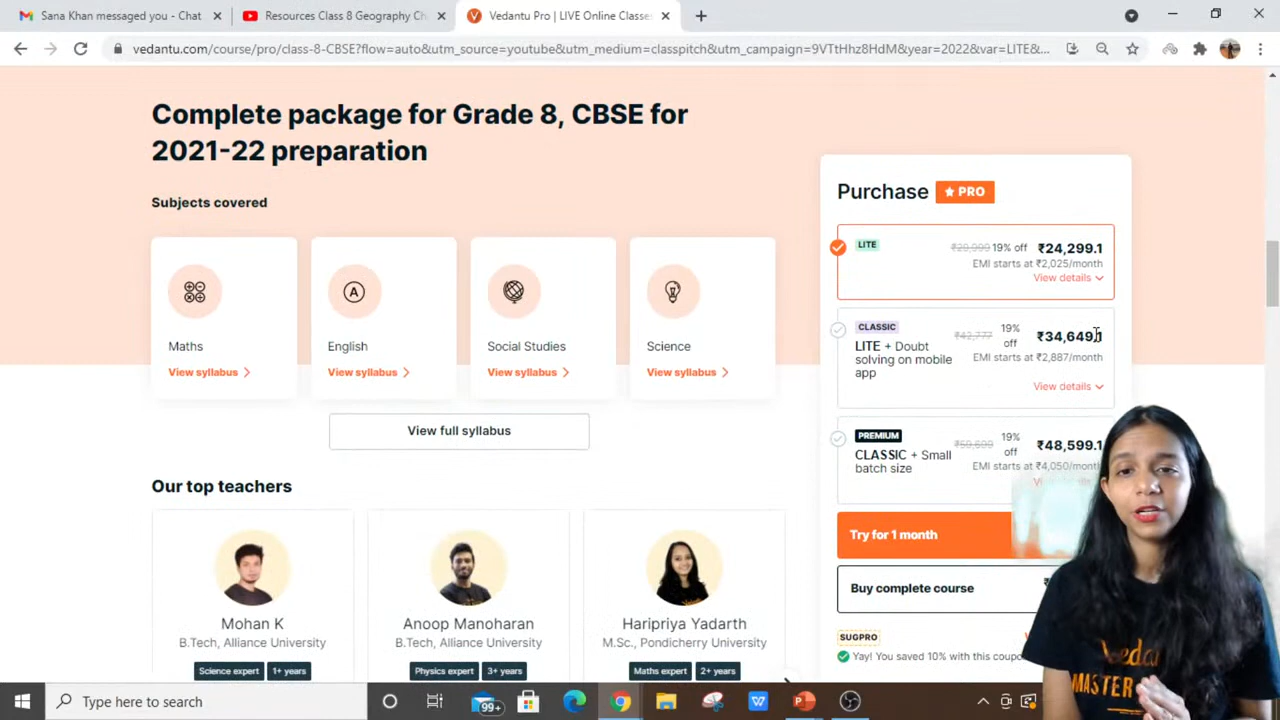 Sana Khan messaged you - Chat
Resources Class 8 Geography Ch
Vedantu Pro | LIVE Online Classe
vedantu.com/course/pro/class-8-CBSE?flow=auto&utm_source=youtube&utm_medium=classpitch&utm_campaign=9VTtHhz8HdM&year=2022&var=LITE/&...
Complete package for Grade 8, CBSE for
2021-22 preparation
Subjects covered
Maths
View syllabus
English
View syllabus
Social Studies
View syllabus
Science
View syllabus
View full syllabus
Our top teachers
Mohan K
B.Tech, Alliance University
Science expert 1+ years
Anoop Manoharan
B.Tech, Alliance University
Physics expert 3+ years
Haripriya Yadarth
M.Sc., Pondicherry University
Maths expert 2+ years
Purchase PRO
LITE ₹29,999 19% off ₹24,299.1
EMI starts at ₹2,025/month
View details
CLASSIC ₹42,777 19% off ₹34,649.1
LITE + Doubt
solving on mobile
app
EMI starts at ₹2,887/month
View details
PREMIUM 19% off ₹48,599.1
CLASSIC + Small
batch size
EMI starts at ₹4,050/month
Try for 1 month
Buy complete course
SUGPRO
Yay! You saved 10% with this coupo
MASTER
Type here to search
99+